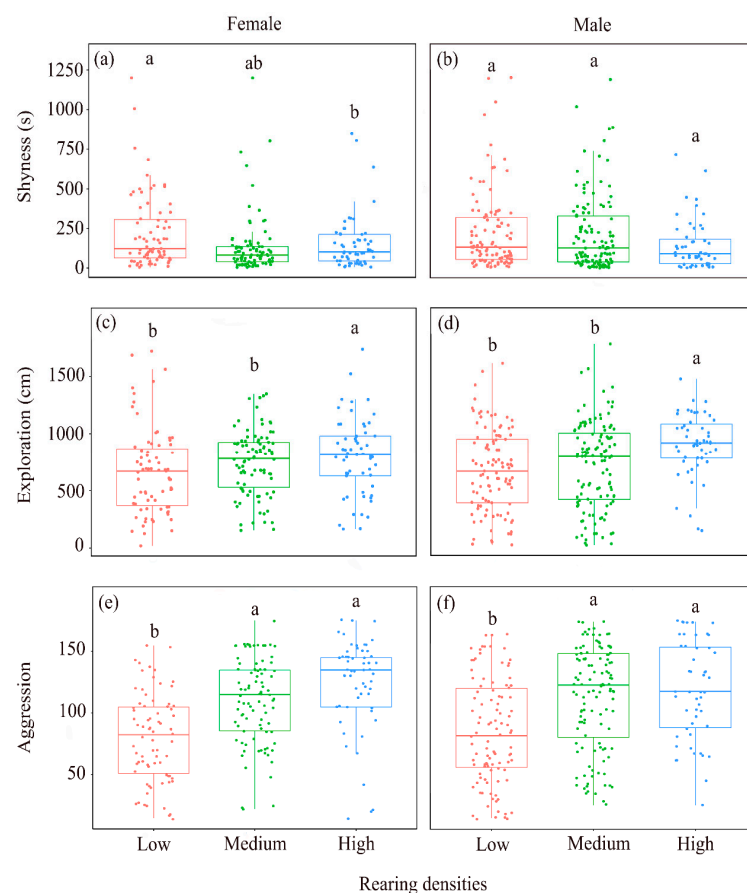 Female Male
(a) a ab b
(b) a a a
1250
1000
750
500
250
0
Shyness (s)
(c) b b a
(d) b b a
1500
1000
500
0
Exploration (cm)
(e) b a a
(f) b a a
150
100
50
Aggression
Low Medium High Low Medium High
Rearing densities